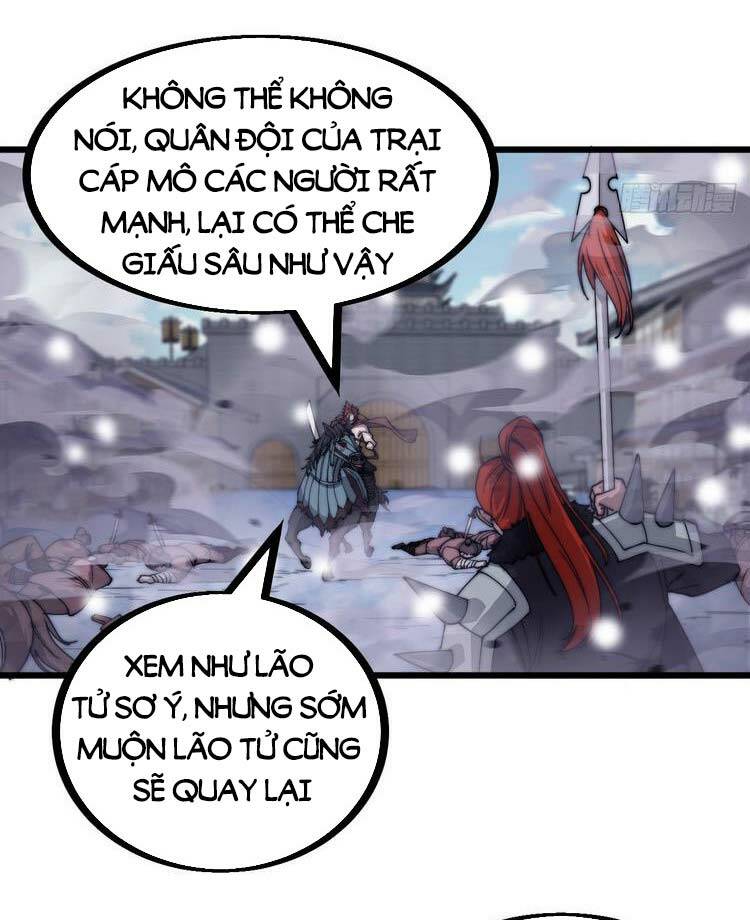 KHÔNG THỂ KHÔNG
NÓI, QUÂN ĐỘI CỦA TRẠI
CÁP MÔ CÁC NGƯỜI RẤT
MẠNH, LẠI CÓ THỂ CHE
GIẤU SÂU NHƯ VẬY
XEM NHƯ LÃO
TỬ SƠ Ý, NHƯNG SỚM
MUỘN LÃO TỬ CŨNG
SẼ QUAY LẠI